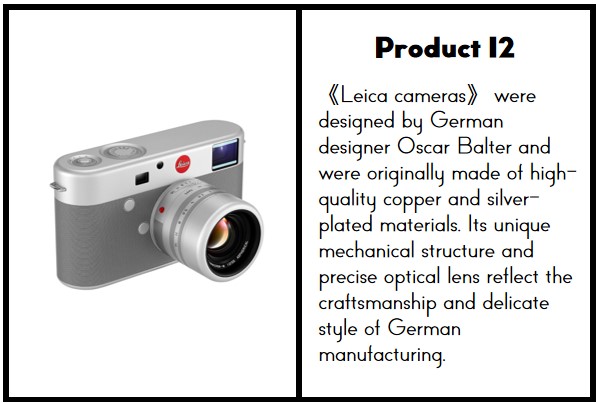 Product 12
《Leica cameras》 were
designed by German
designer Oscar Balter and
were originally made of high-
quality copper and silver-
plated materials. Its unique
mechanical structure and
precise optical lens reflect the
craftsmanship and delicate
style of German
manufacturing.
Leica